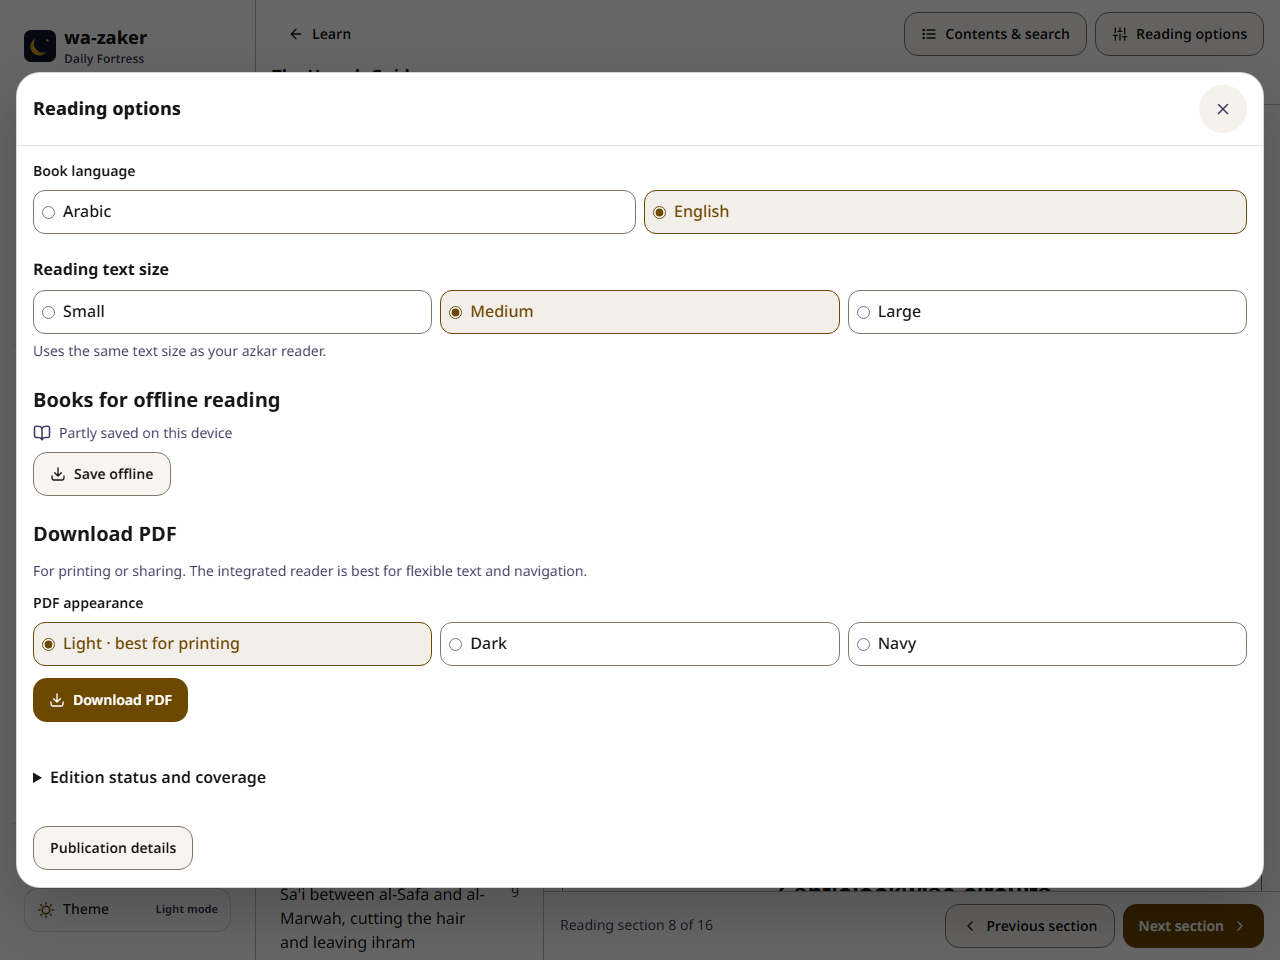 wa-zaker
Daily Fortress
Learn
Contents & search
Reading options
Reading options
Book language
Arabic
English
Reading text size
Small
Medium
Large
Uses the same text size as your azkar reader.
Books for offline reading
Partly saved on this device
Save offline
Download PDF
For printing or sharing. The integrated reader is best for flexible text and navigation.
PDF appearance
Light · best for printing
Dark
Navy
Download PDF
Edition status and coverage
Publication details
Theme
Light mode
Sa'i between al-Safa and al-
Marwah, cutting the hair
and leaving ihram
9
Reading section 8 of 16
Previous section
Next section